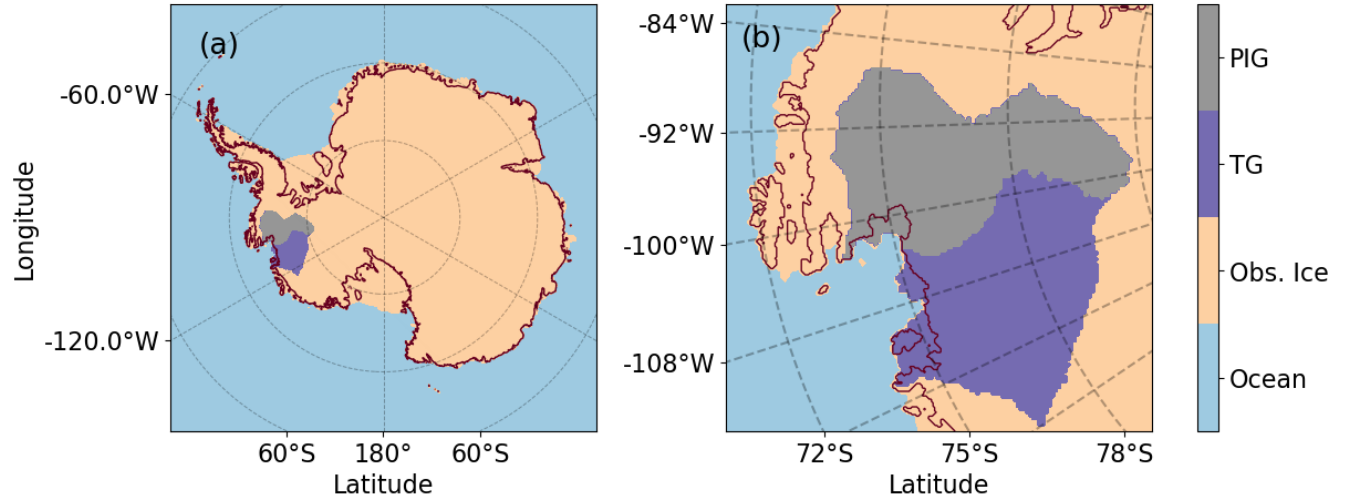 (a)
-60.0°W
-120.0°W
Longitude
60°S 180° 60°S
Latitude
(b)
-84°W
-92°W
-100°W
-108°W
72°S 75°S 78°S
Latitude
PIG
TG
Obs. Ice
Ocean